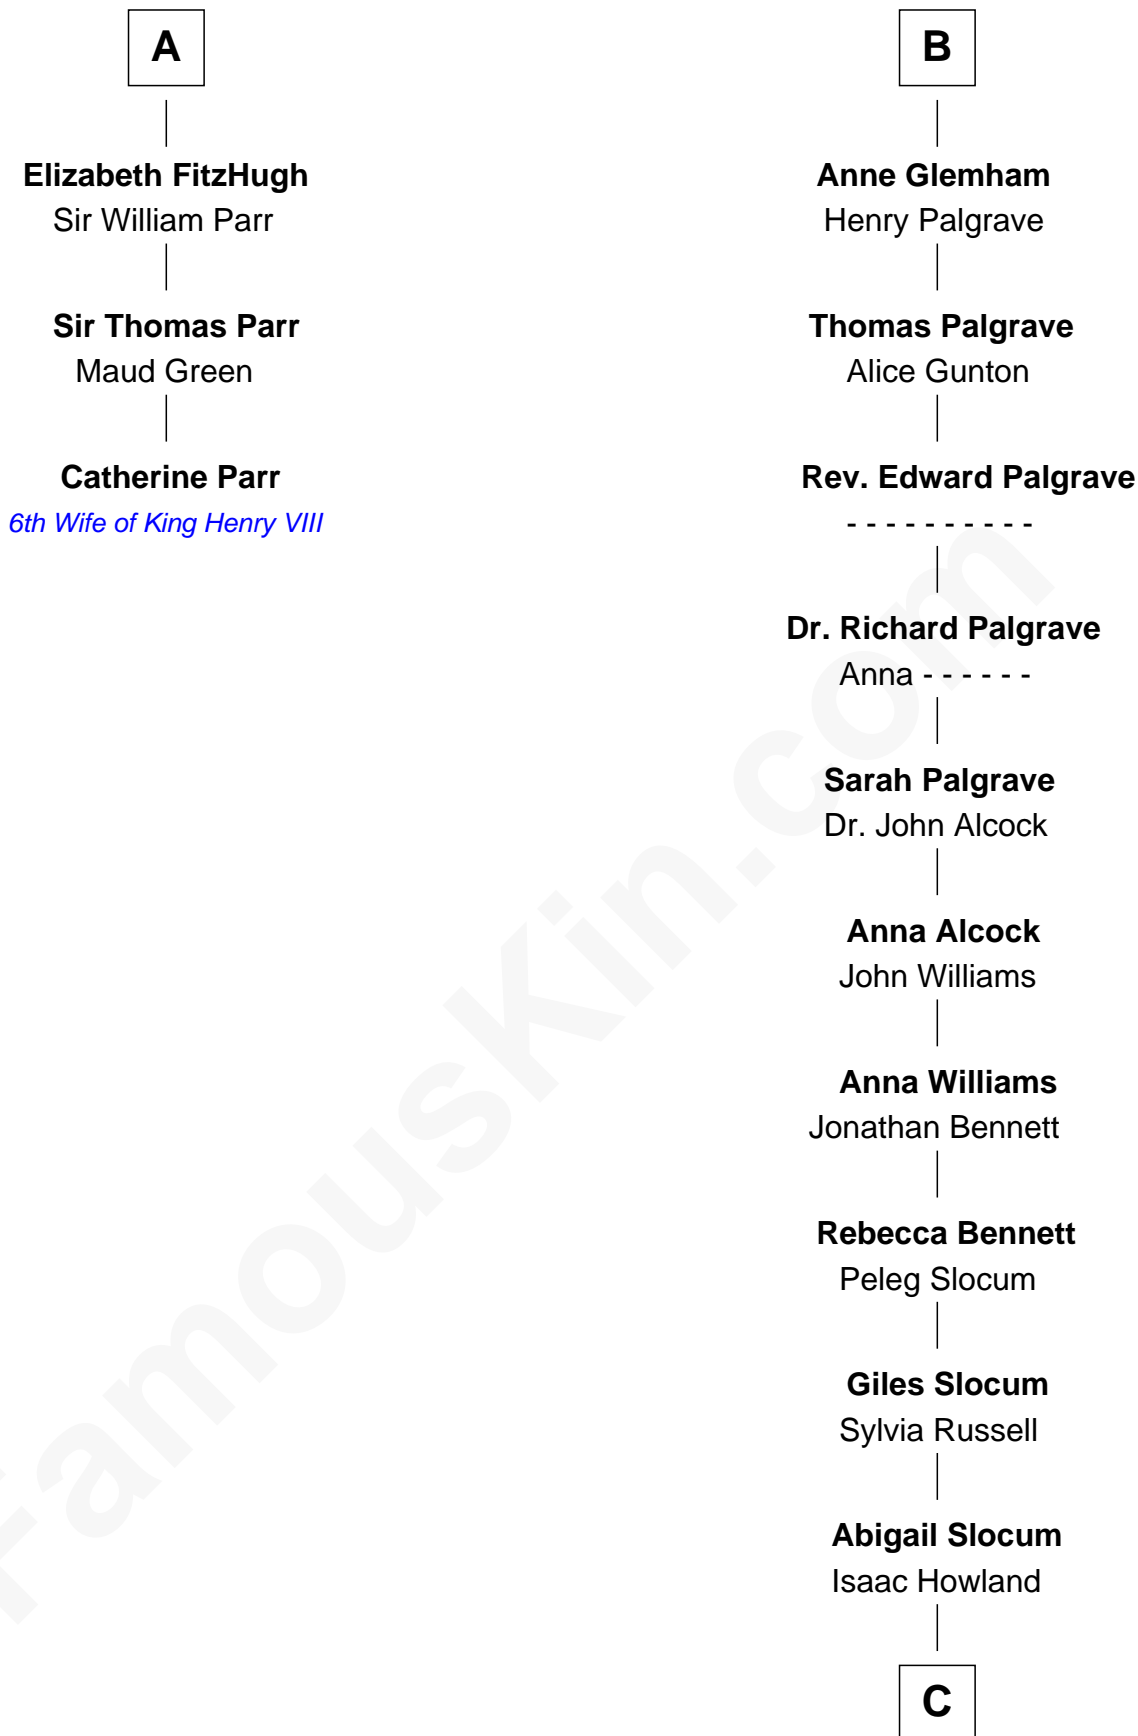 A
Elizabeth FitzHugh
Sir William Parr
Sir Thomas Parr
Maud Green
Catherine Parr
6th Wife of King Henry VIII
B
Anne Glemham
Henry Palgrave
Thomas Palgrave
Alice Gunton
Rev. Edward Palgrave
- - - - - - - - - -
Dr. Richard Palgrave
Anna - - - - - -
Sarah Palgrave
Dr. John Alcock
Anna Alcock
John Williams
Anna Williams
Jonathan Bennett
Rebecca Bennett
Peleg Slocum
Giles Slocum
Sylvia Russell
Abigail Slocum
Isaac Howland
C
FamousKin.com